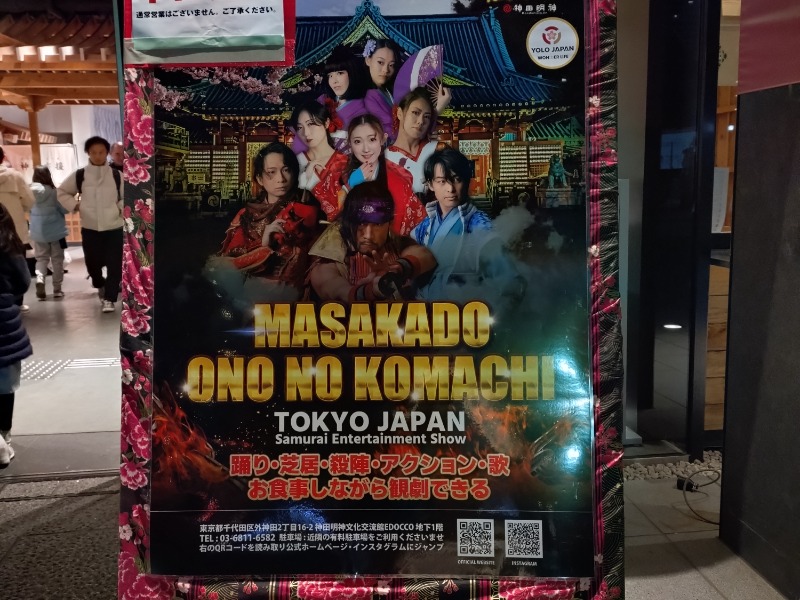 通常営業はございません。ご了承ください。
神田明神
YOLO JAPAN
MASAKADO
ONO NO KOMACHI
TOKYO JAPAN
Samurai Entertainment Show
踊り・芝居・殺陣・アクション・歌
お食事しながら観劇できる
東京都千代田区外神田2丁目16-2 神田明神文化交流館EDOCCO 地下1階
TEL : 03-6811-6582 駐車場 : 近隣の有料駐車場をご利用くださいませ
右のQRコードを読み取り公式ホームページ・インスタグラムにジャンプ
OFFICIAL WEBSITE
INSTAGRAM